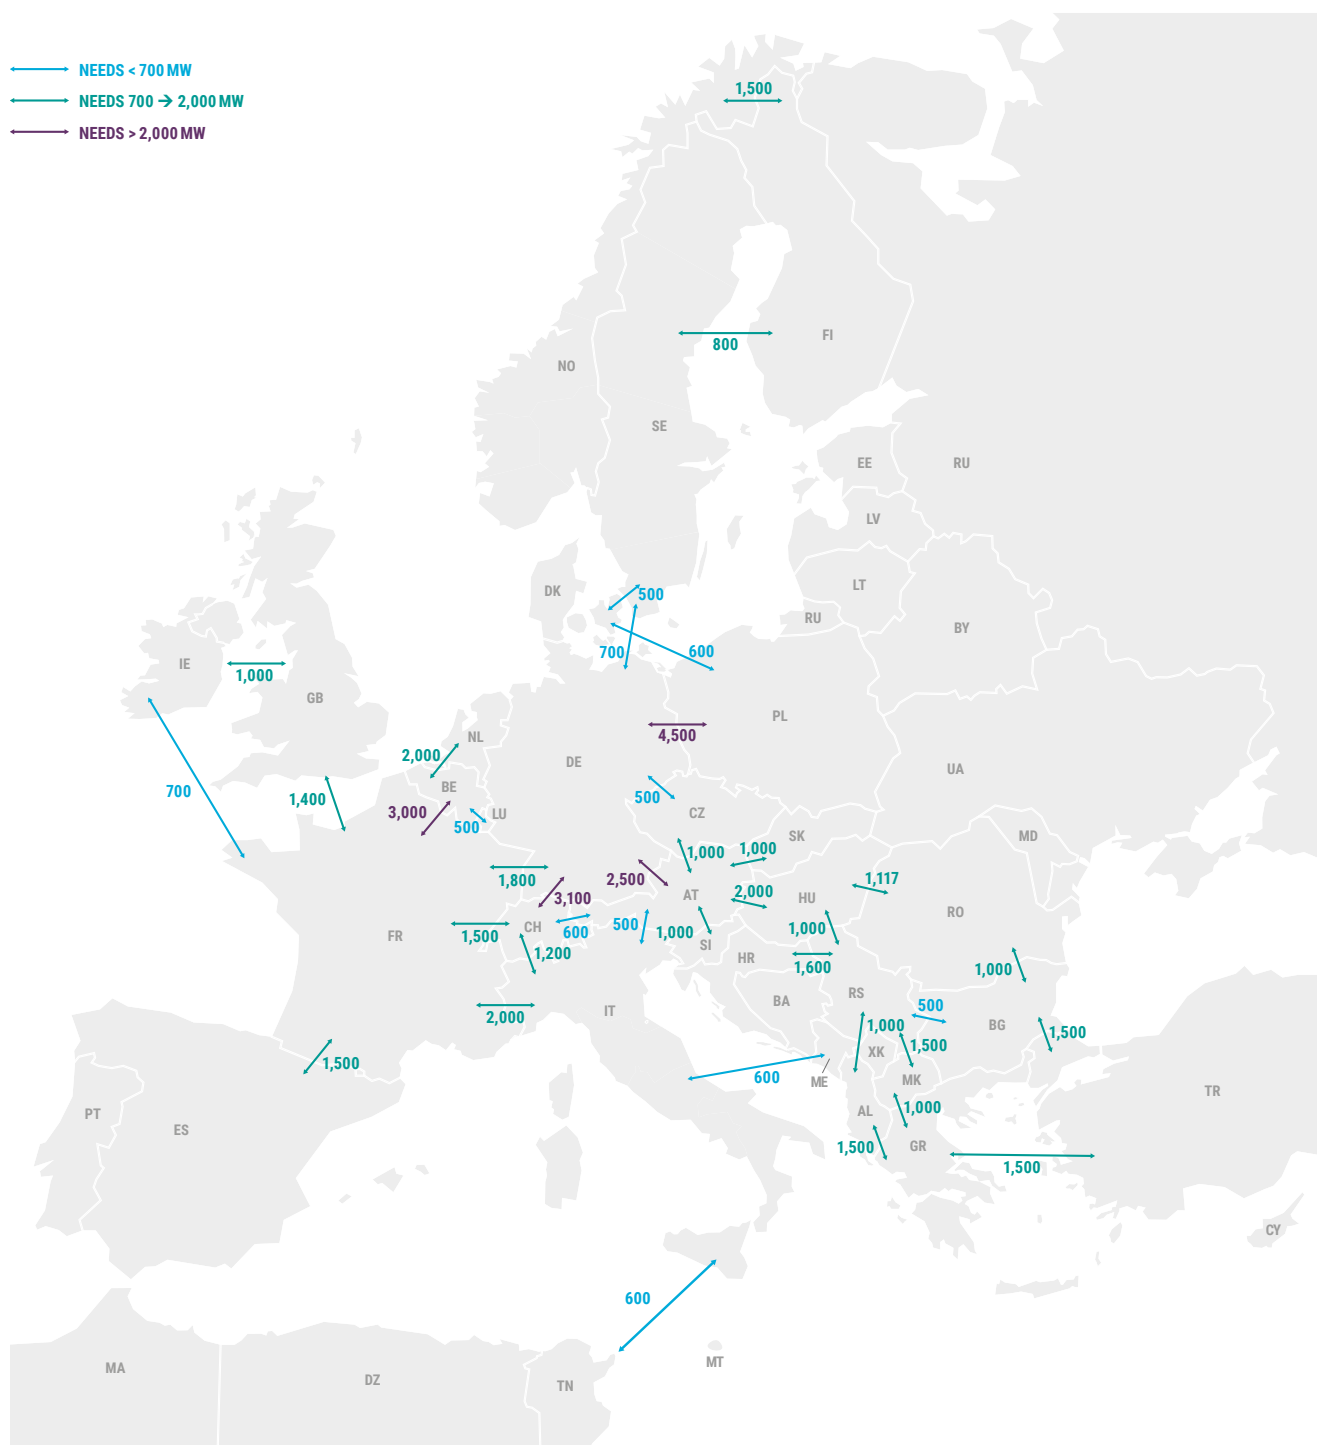 NEEDS < 700 MW
NEEDS 700 → 2,000 MW
NEEDS > 2,000 MW
1,500
FI
800
NO
SE
EE
RU
LV
LT
DK
500
RU
BY
700
600
IE
1,000
GB
PL
4,500
NL
2,000
DE
UA
BE
700
1,400
500
3,000
LU
CZ
500
SK
MD
1,000
1,000
1,800
2,500
1,117
3,100
AT
2,000
HU
RO
FR
1,500
CH
600
500
1,000
1,000
SI
1,200
HR
1,600
1,000
RS
BA
500
IT
2,000
BG
1,000
1,500
1,500
XK
1,500
600
ME
MK
TR
PT
ES
AL
1,000
GR
1,500
1,500
CY
600
MT
MA
DZ
TN